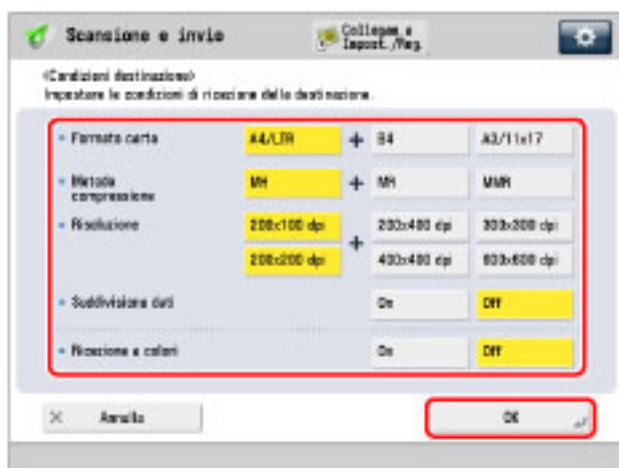 Scansione e invio
Collegam. a
Impost./Reg.
<Condizioni destinazione>
Impostare le condizioni di ricezione della destinazione.
Formato carta A4/LTR + B4 A3/11x17
Metodo
compressione MH + MR MMR
Risoluzione 200x100 dpi 200x400 dpi 300x300 dpi
+
200x200 dpi 400x400 dpi 600x600 dpi
Suddivisione dati On Off
Ricezione a colori On Off
× Annulla OK